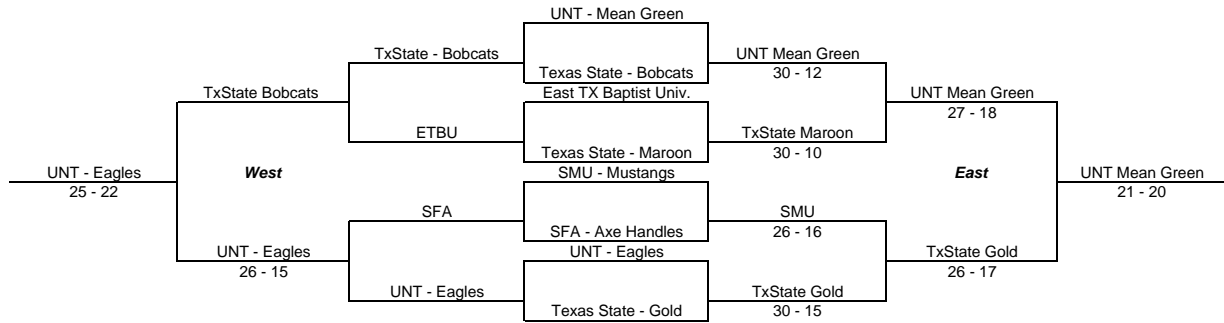 UNT - Mean Green
TxState - Bobcats
UNT Mean Green
Texas State - Bobcats
30 - 12
TxState Bobcats
East TX Baptist Univ.
UNT Mean Green
27 - 18
ETBU
TxState Maroon
Texas State - Maroon
30 - 10
UNT - Eagles
West
SMU - Mustangs
East
UNT Mean Green
25 - 22
21 - 20
SFA
SMU
SFA - Axe Handles
26 - 16
UNT - Eagles
UNT - Eagles
TxState Gold
26 - 15
26 - 17
UNT - Eagles
TxState Gold
Texas State - Gold
30 - 15